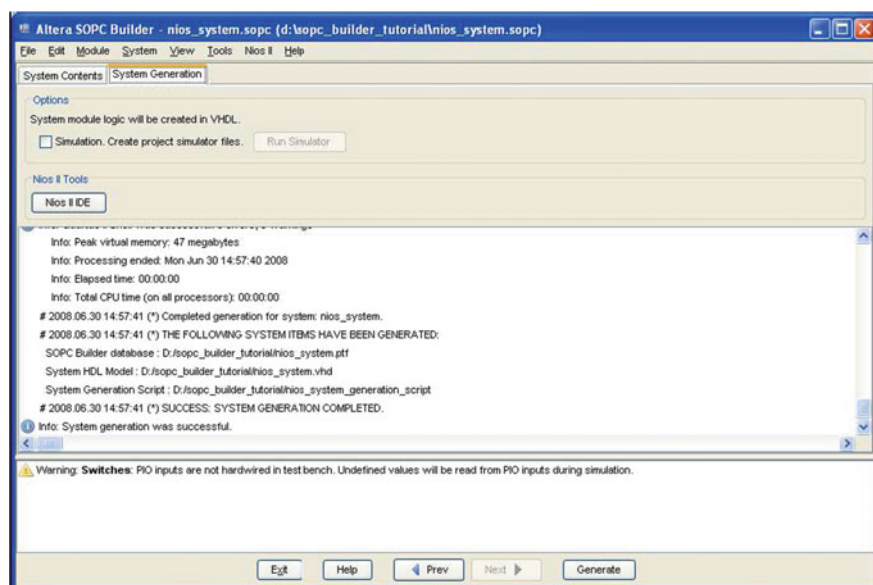 Altera SOPC Builder - nios_system.sopc (d:\sopc_builder_tutorial\nios_system.sopc)
File Edit Module System View Tools Nios II Help
System Contents System Generation
Options
System module logic will be created in VHDL.
Simulation. Create project simulator files. Run Simulator
Nios II Tools
Nios II IDE
Info: Peak virtual memory: 47 megabytes
Info: Processing ended: Mon Jun 30 14:57:40 2008
Info: Elapsed time: 00:00:00
Info: Total CPU time (on all processors): 00:00:00
# 2008.06.30 14:57:41 (*) Completed generation for system: nios_system.
# 2008.06.30 14:57:41 (*) THE FOLLOWING SYSTEM ITEMS HAVE BEEN GENERATED:
SOPC Builder database : D:/sopc_builder_tutorial/nios_system.ptf
System HDL Model : D:/sopc_builder_tutorial/nios_system.vhd
System Generation Script : D:/sopc_builder_tutorial/nios_system_generation_script
# 2008.06.30 14:57:41 (*) SUCCESS: SYSTEM GENERATION COMPLETED.
Info: System generation was successful.
Warning: Switches: PIO inputs are not hardwired in test bench. Undefined values will be read from PIO inputs during simulation.
Exit Help Prev Next Generate